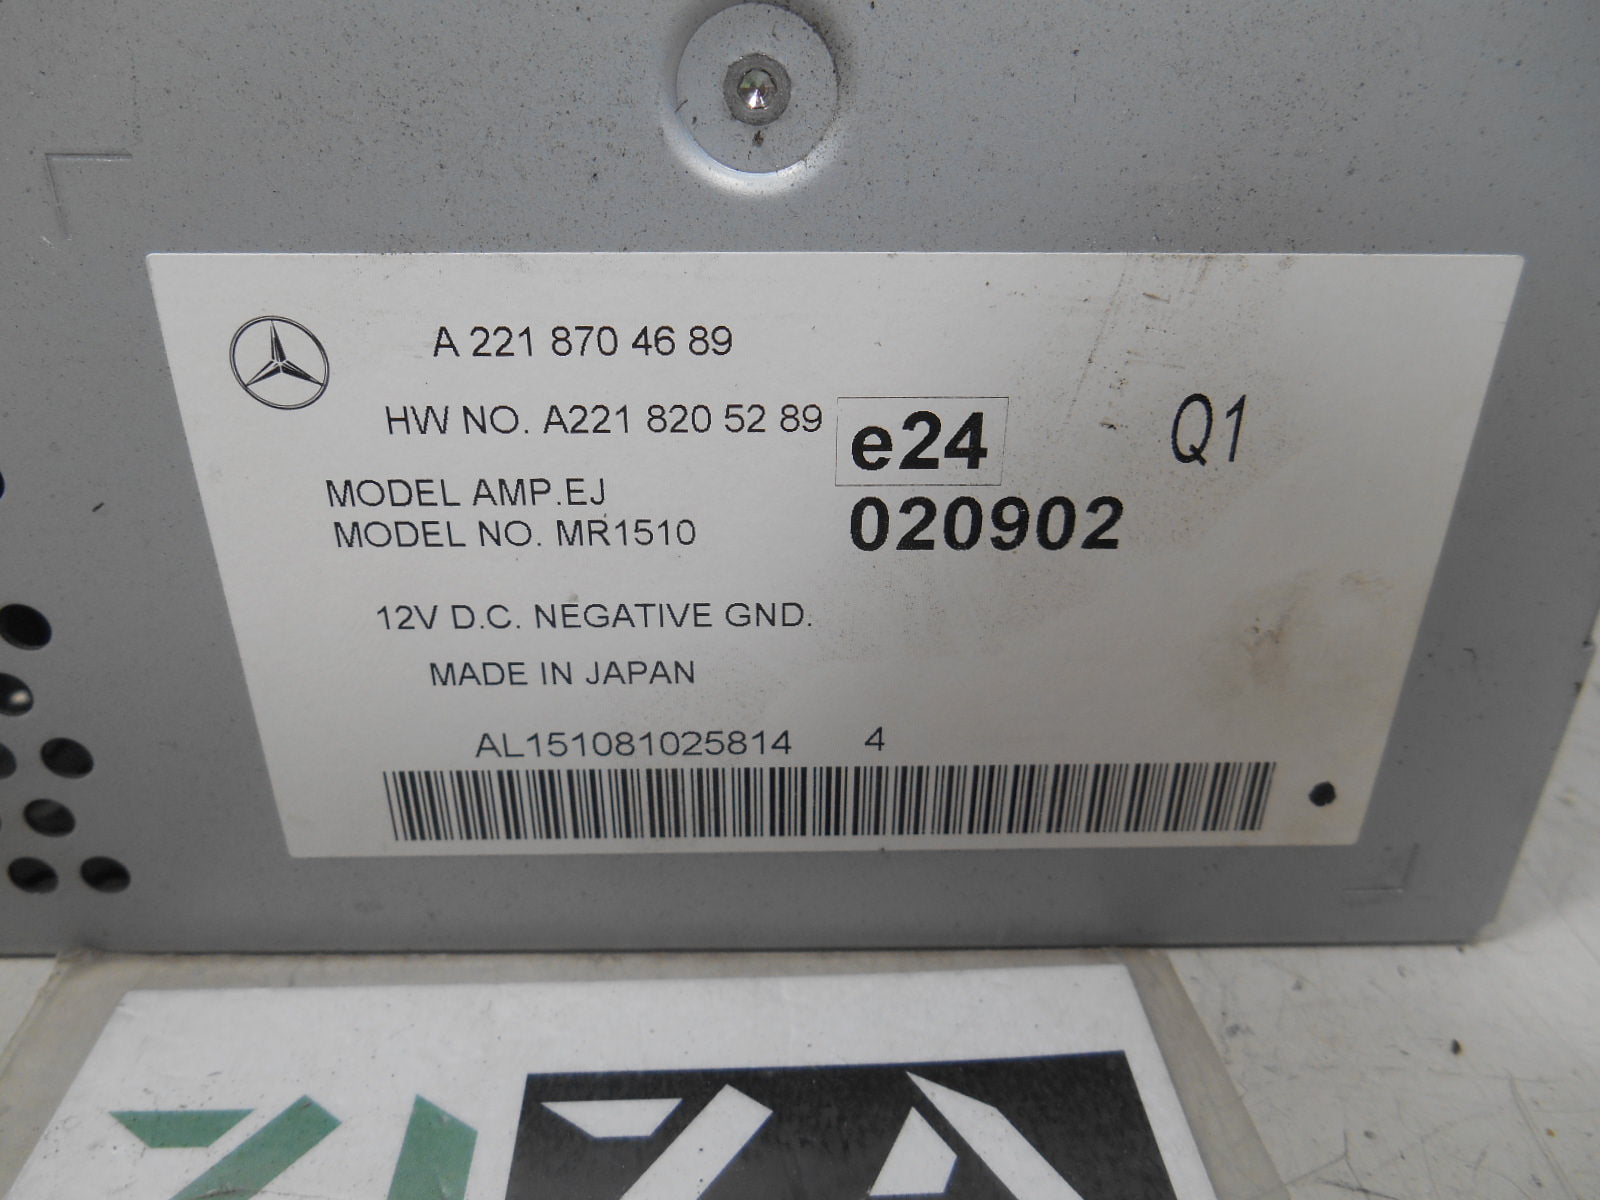 A 221 870 46 89
HW NO. A221 820 52 89
e24
Q1
MODEL AMP.EJ
MODEL NO. MR1510
020902
12V D.C. NEGATIVE GND.
MADE IN JAPAN
AL151081025814 4